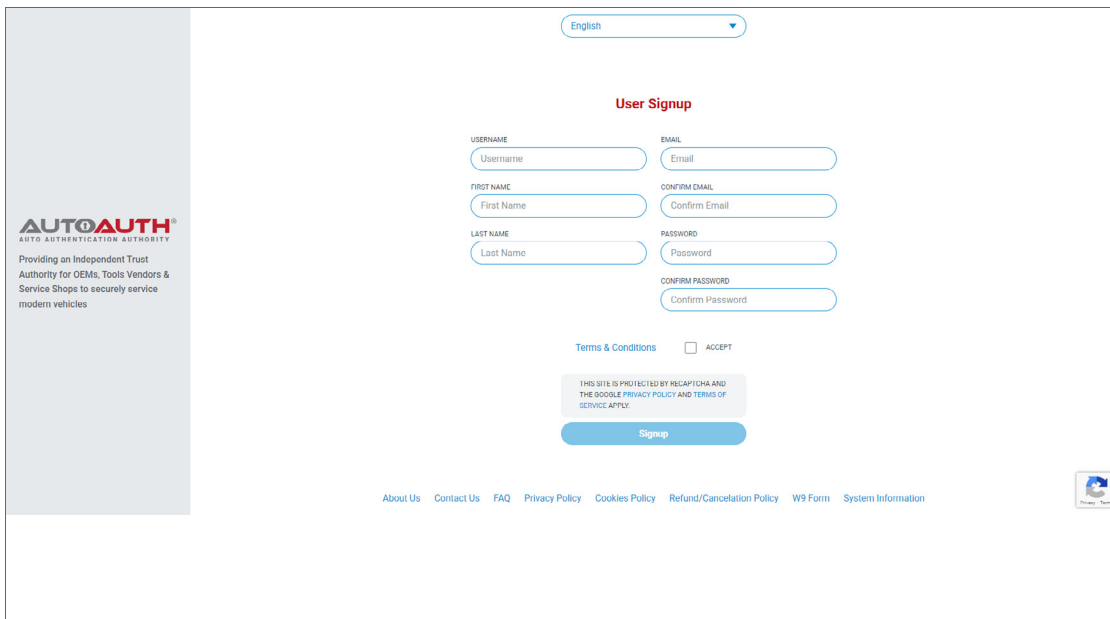 English
User Signup
USERNAME
Username
EMAIL
Email
FIRST NAME
First Name
CONFIRM EMAIL
Confirm Email
LAST NAME
Last Name
PASSWORD
Password
CONFIRM PASSWORD
Confirm Password
AUTOAUTH®
AUTO AUTHENTICATION AUTHORITY
Providing an Independent Trust
Authority for OEMs, Tools Vendors &
Service Shops to securely service
modern vehicles
Terms & Conditions
ACCEPT
THIS SITE IS PROTECTED BY RECAPTCHA AND
THE GOOGLE PRIVACY POLICY AND TERMS OF
SERVICE APPLY.
Signup
About Us Contact Us FAQ Privacy Policy Cookies Policy Refund/Cancelation Policy W9 Form System Information
Privacy -